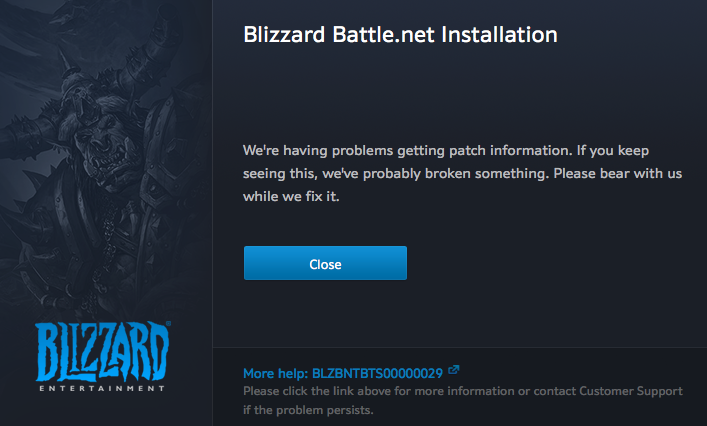 Blizzard Battle.net Installation
We're having problems getting patch information. If you keep
seeing this, we've probably broken something. Please bear with us
while we fix it.
Close
BLIZZARD®
ENTERTAINMENT
More help: BLZBNTBTS00000029
Please click the link above for more information or contact Customer Support
if the problem persists.